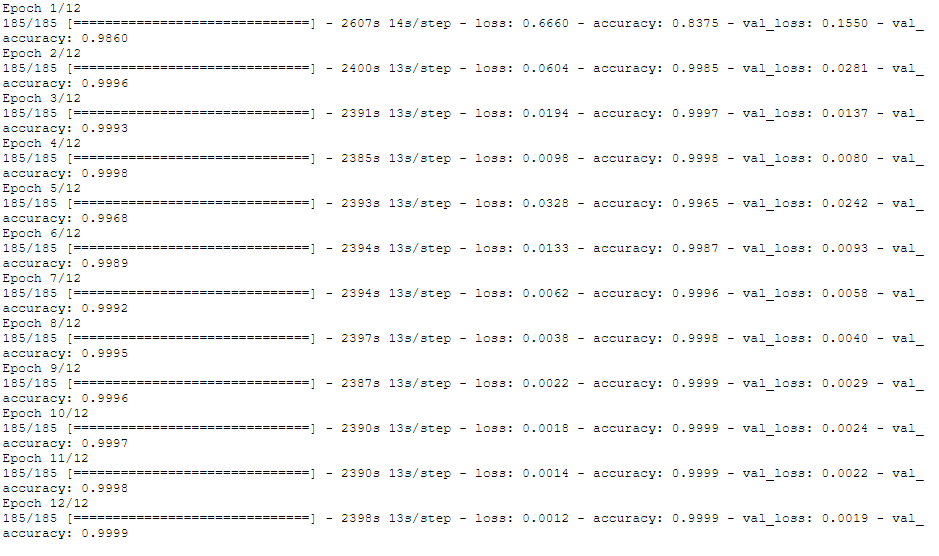 Epoch 1/12
185/185 [==============================] - 2607s 14s/step - loss: 0.6660 - accuracy: 0.8375 - val_loss: 0.1550 - val_
accuracy: 0.9860
Epoch 2/12
185/185 [==============================] - 2400s 13s/step - loss: 0.0604 - accuracy: 0.9985 - val_loss: 0.0281 - val_
accuracy: 0.9996
Epoch 3/12
185/185 [==============================] - 2391s 13s/step - loss: 0.0194 - accuracy: 0.9997 - val_loss: 0.0137 - val_
accuracy: 0.9993
Epoch 4/12
185/185 [==============================] - 2385s 13s/step - loss: 0.0098 - accuracy: 0.9998 - val_loss: 0.0080 - val_
accuracy: 0.9998
Epoch 5/12
185/185 [==============================] - 2393s 13s/step - loss: 0.0328 - accuracy: 0.9965 - val_loss: 0.0242 - val_
accuracy: 0.9968
Epoch 6/12
185/185 [==============================] - 2394s 13s/step - loss: 0.0133 - accuracy: 0.9987 - val_loss: 0.0093 - val_
accuracy: 0.9989
Epoch 7/12
185/185 [==============================] - 2394s 13s/step - loss: 0.0062 - accuracy: 0.9996 - val_loss: 0.0058 - val_
accuracy: 0.9992
Epoch 8/12
185/185 [==============================] - 2397s 13s/step - loss: 0.0038 - accuracy: 0.9998 - val_loss: 0.0040 - val_
accuracy: 0.9995
Epoch 9/12
185/185 [==============================] - 2387s 13s/step - loss: 0.0022 - accuracy: 0.9999 - val_loss: 0.0029 - val_
accuracy: 0.9996
Epoch 10/12
185/185 [==============================] - 2390s 13s/step - loss: 0.0018 - accuracy: 0.9999 - val_loss: 0.0024 - val_
accuracy: 0.9997
Epoch 11/12
185/185 [==============================] - 2390s 13s/step - loss: 0.0014 - accuracy: 0.9999 - val_loss: 0.0022 - val_
accuracy: 0.9998
Epoch 12/12
185/185 [==============================] - 2398s 13s/step - loss: 0.0012 - accuracy: 0.9999 - val_loss: 0.0019 - val_
accuracy: 0.9999